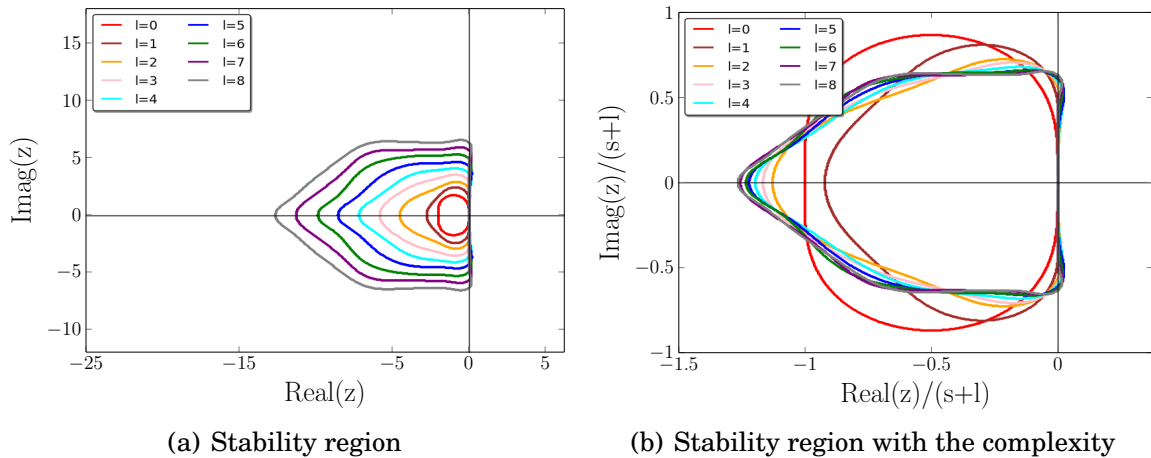 l=0 l=5
l=1 l=6
l=2 l=7
l=3 l=8
l=4
15
10
5
0
−5
−10
−25 −15 −5 0 5
Imag(z)
Real(z)
(a) Stability region
l=0 l=5
l=1 l=6
l=2 l=7
l=3 l=8
l=4
1
0.5
0
−0.5
−1
−1.5 −1 −0.5 0
Imag(z)/(s+l)
Real(z)/(s+l)
(b) Stability region with the complexity